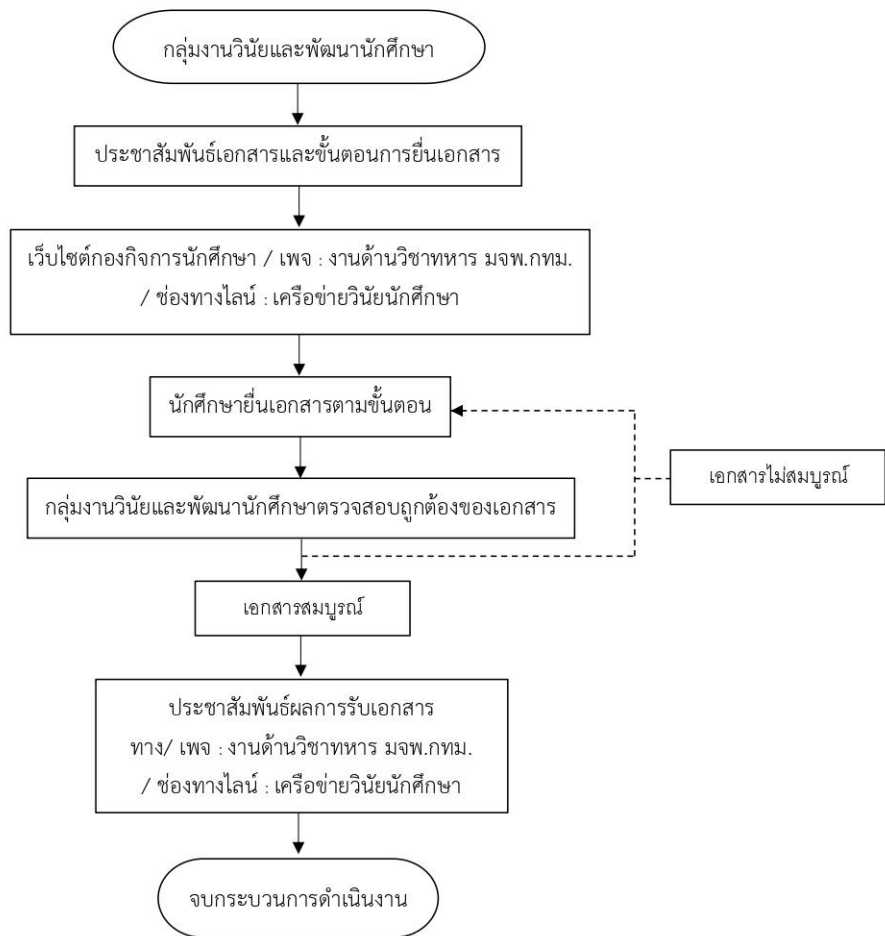 กลุ่มงานวินัยและพัฒนานักศึกษา
ประชาสัมพันธ์เอกสารและขั้นตอนการยื่นเอกสาร
เว็บไซต์กองกิจการนักศึกษา / เพจ : งานด้านวิชาทหาร มจพ.กทม.
/ ช่องทางไลน์ : เครือข่ายวินัยนักศึกษา
นักศึกษายื่นเอกสารตามขั้นตอน
เอกสารไม่สมบูรณ์
กลุ่มงานวินัยและพัฒนานักศึกษาตรวจสอบถูกต้องของเอกสาร
เอกสารสมบูรณ์
ประชาสัมพันธ์ผลการรับเอกสาร
ทาง/ เพจ : งานด้านวิชาทหาร มจพ.กทม.
/ ช่องทางไลน์ : เครือข่ายวินัยนักศึกษา
จบกระบวนการดำเนินงาน